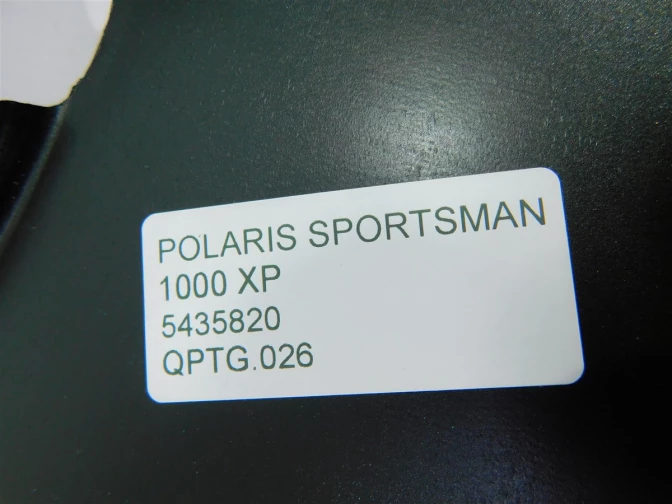 POLARIS SPORTSMAN
1000 XP
5435820
QPTG.026